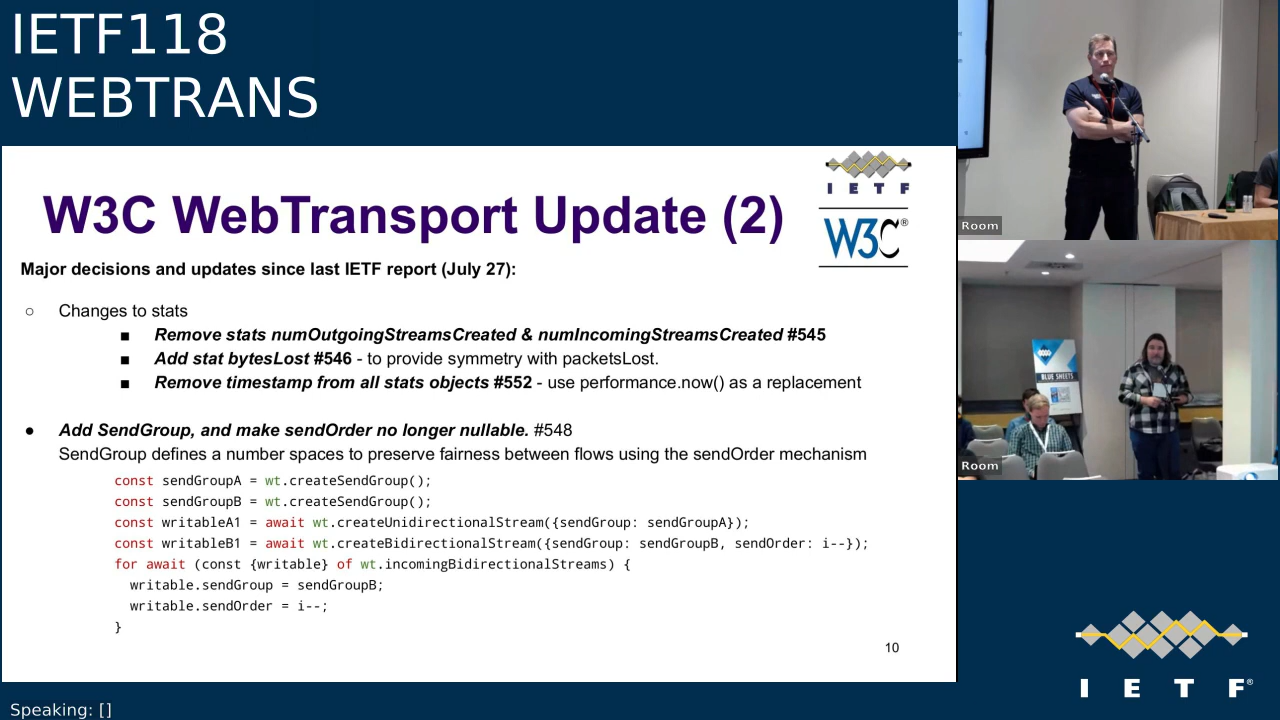 IETF118
WEBTRANS
I E T F
W3C®
W3C WebTransport Update (2)
Major decisions and updates since last IETF report (July 27):
○ Changes to stats
■ Remove stats numOutgoingStreamsCreated & numIncomingStreamsCreated #545
■ Add stat bytesLost #546 - to provide symmetry with packetsLost.
■ Remove timestamp from all stats objects #552 - use performance.now() as a replacement
● Add SendGroup, and make sendOrder no longer nullable. #548
SendGroup defines a number spaces to preserve fairness between flows using the sendOrder mechanism
const sendGroupA = wt.createSendGroup();
const sendGroupB = wt.createSendGroup();
const writableA1 = await wt.createUnidirectionalStream({sendGroup: sendGroupA});
const writableB1 = await wt.createBidirectionalStream({sendGroup: sendGroupB, sendOrder: i--});
for await (const {writable} of wt.incomingBidirectionalStreams) {
writable.sendGroup = sendGroupB;
writable.sendOrder = i--;
}
10
Room
BLUE SHEETS
Room
I E T F®
Speaking: []